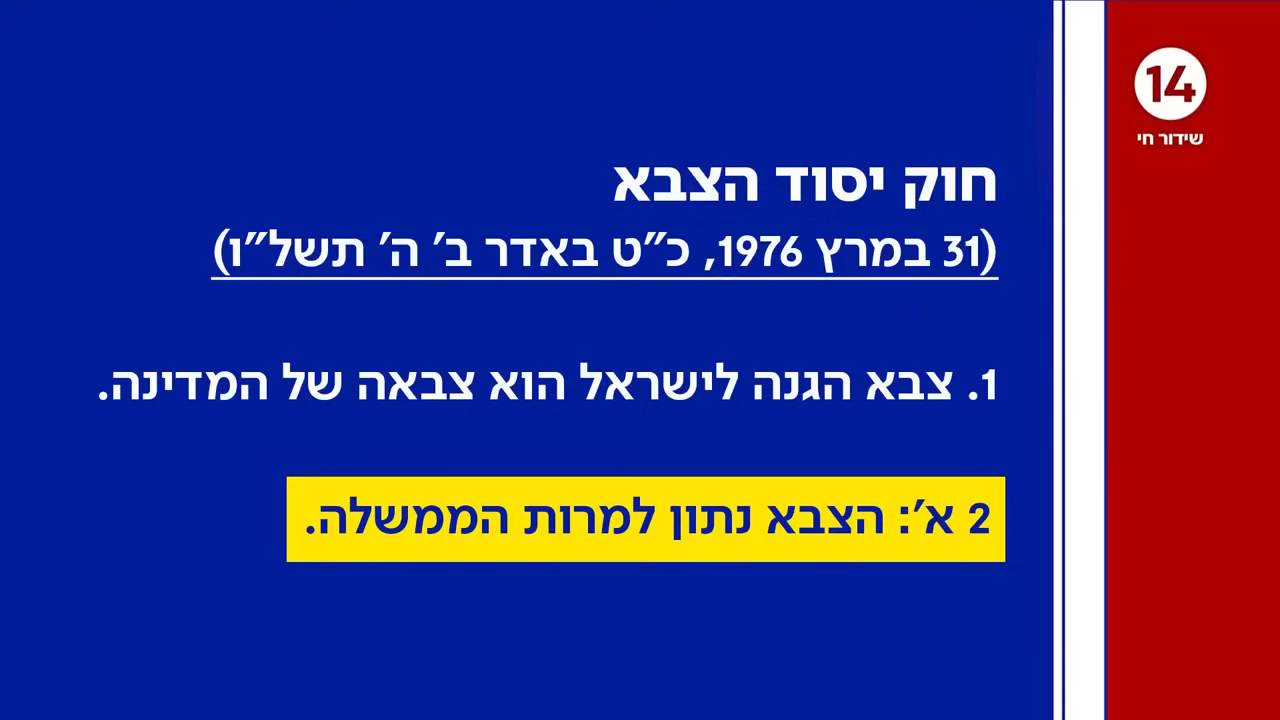 14
שידור חי
חוק יסוד הצבא
(31 במרץ 1976, כ״ט באדר ב׳ ה׳ תשל״ו)
1. צבא הגנה לישראל הוא צבאה של המדינה.
2 א׳: הצבא נתון למרות הממשלה.